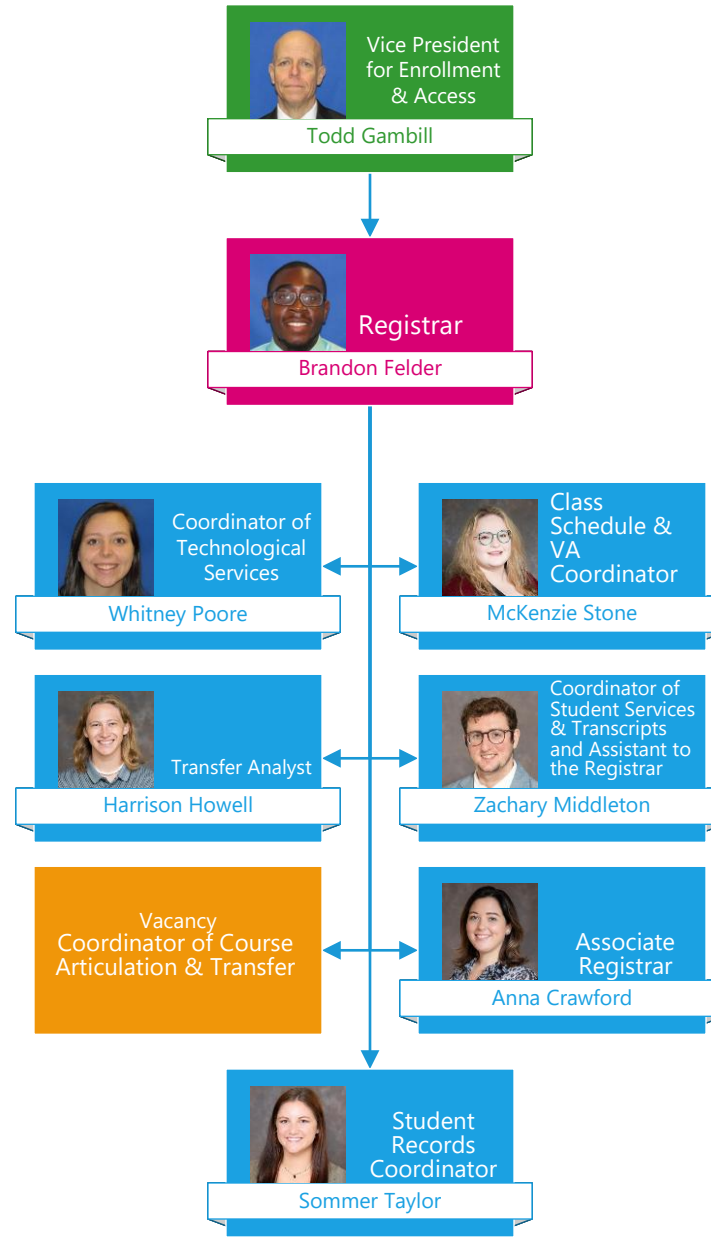 Vice President
for Enrollment
& Access
Todd Gambill
Registrar
Brandon Felder
Coordinator of
Technological
Services
Whitney Poore
Class
Schedule &
VA
Coordinator
McKenzie Stone
Transfer Analyst
Harrison Howell
Coordinator of
Student Services
& Transcripts
and Assistant to
the Registrar
Zachary Middleton
Vacancy
Coordinator of Course
Articulation & Transfer
Associate
Registrar
Anna Crawford
Student
Records
Coordinator
Sommer Taylor